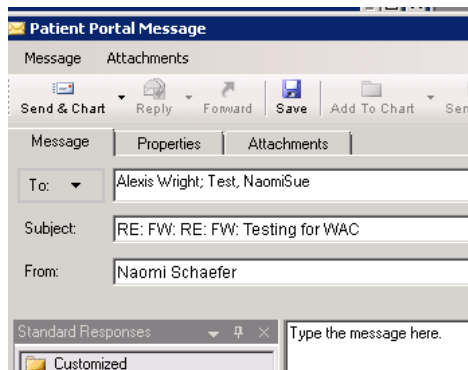 Patient Portal Message
Message Attachments
Send & Chart Reply Forward Save Add To Chart
Message Properties Attachments
To: Alexis Wright; Test, NaomiSue
Subject: RE: FW: RE: FW: Testing for WAC
From: Naomi Schaefer
Standard Responses Type the message here.
Customized